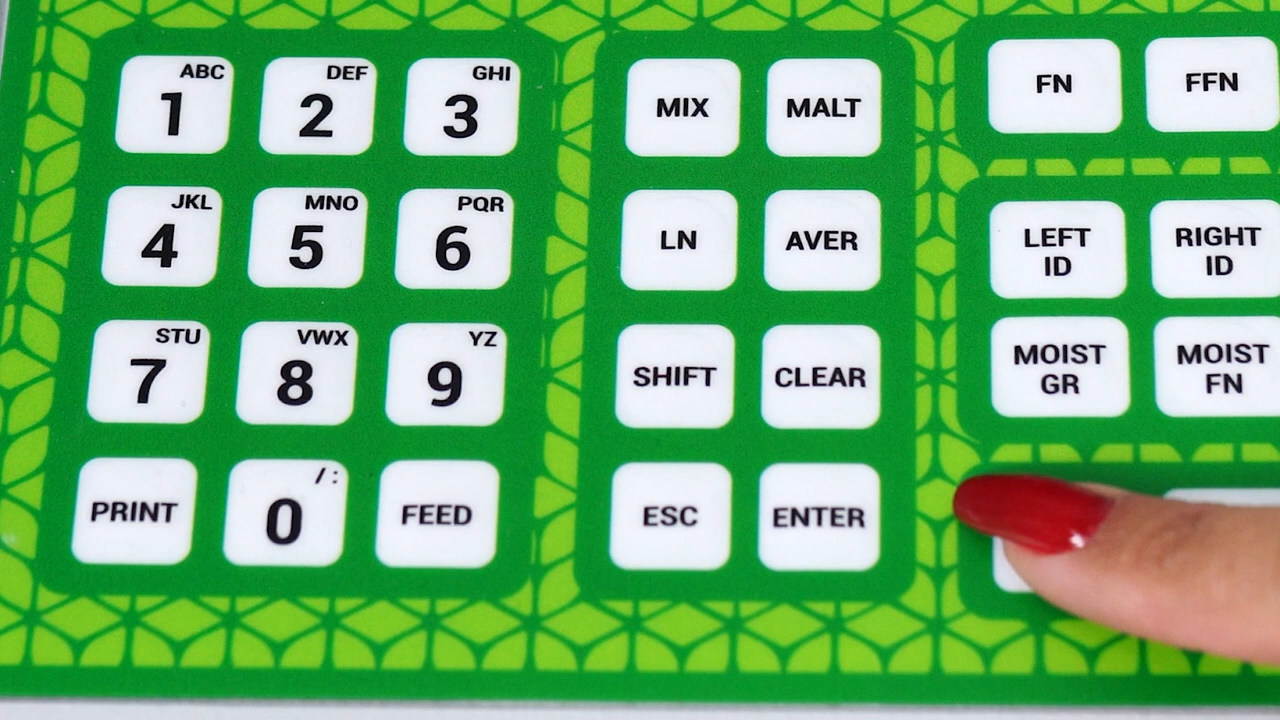 ABC
1
DEF
2
GHI
3
JKL
4
MNO
5
PQR
6
STU
7
VWX
8
YZ
9
PRINT
/ :
0
FEED
MIX
MALT
LN
AVER
SHIFT
CLEAR
ESC
ENTER
FN
FFN
LEFT
ID
RIGHT
ID
MOIST
GR
MOIST
FN